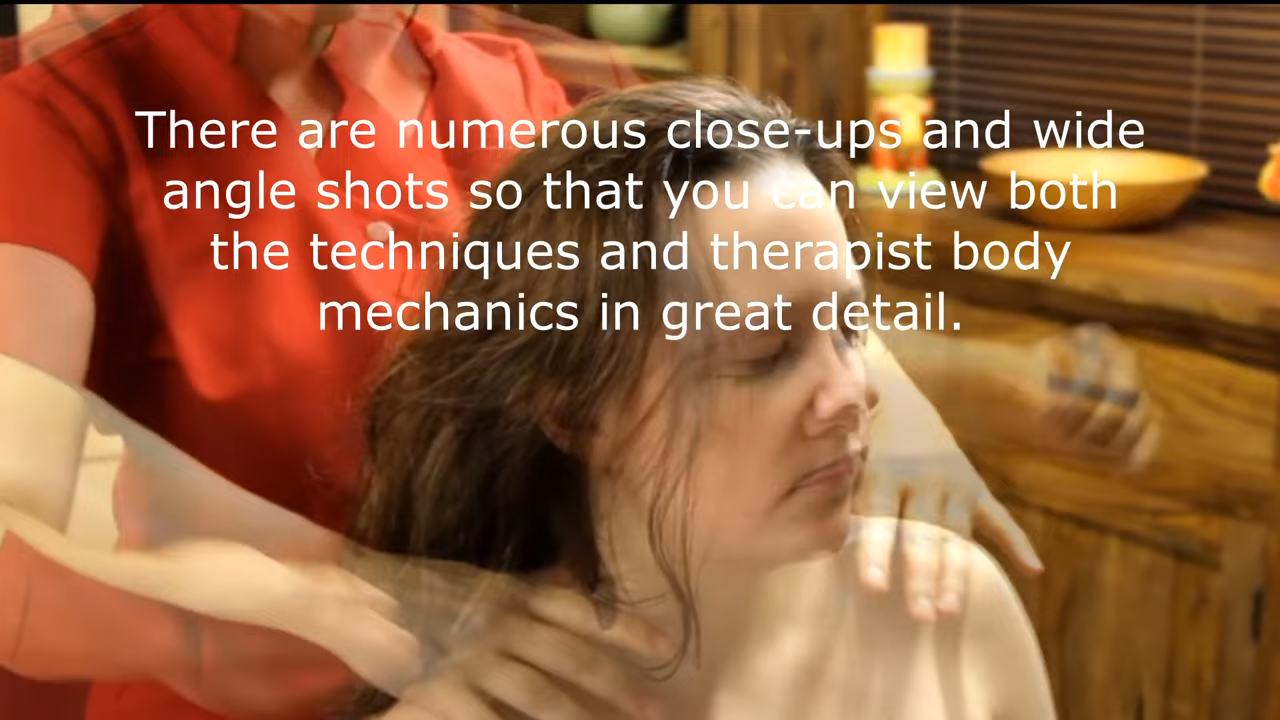 There are numerous close-ups and wide
angle shots so that you can view both
the techniques and therapist body
mechanics in great detail.